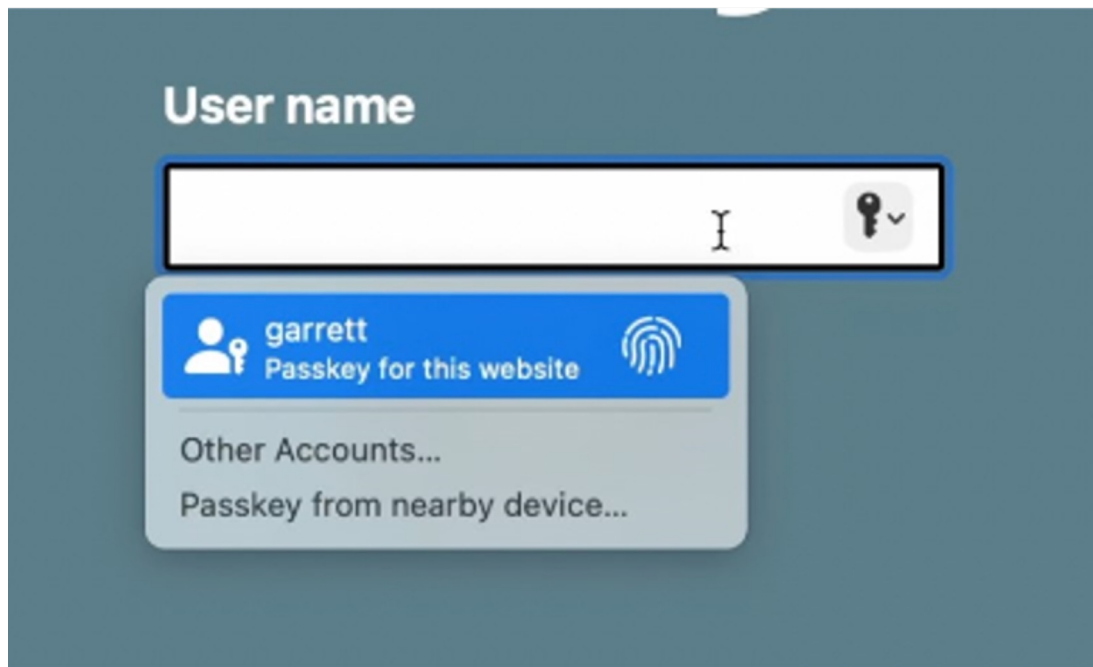 User name
garrett
Passkey for this website
Other Accounts...
Passkey from nearby device...